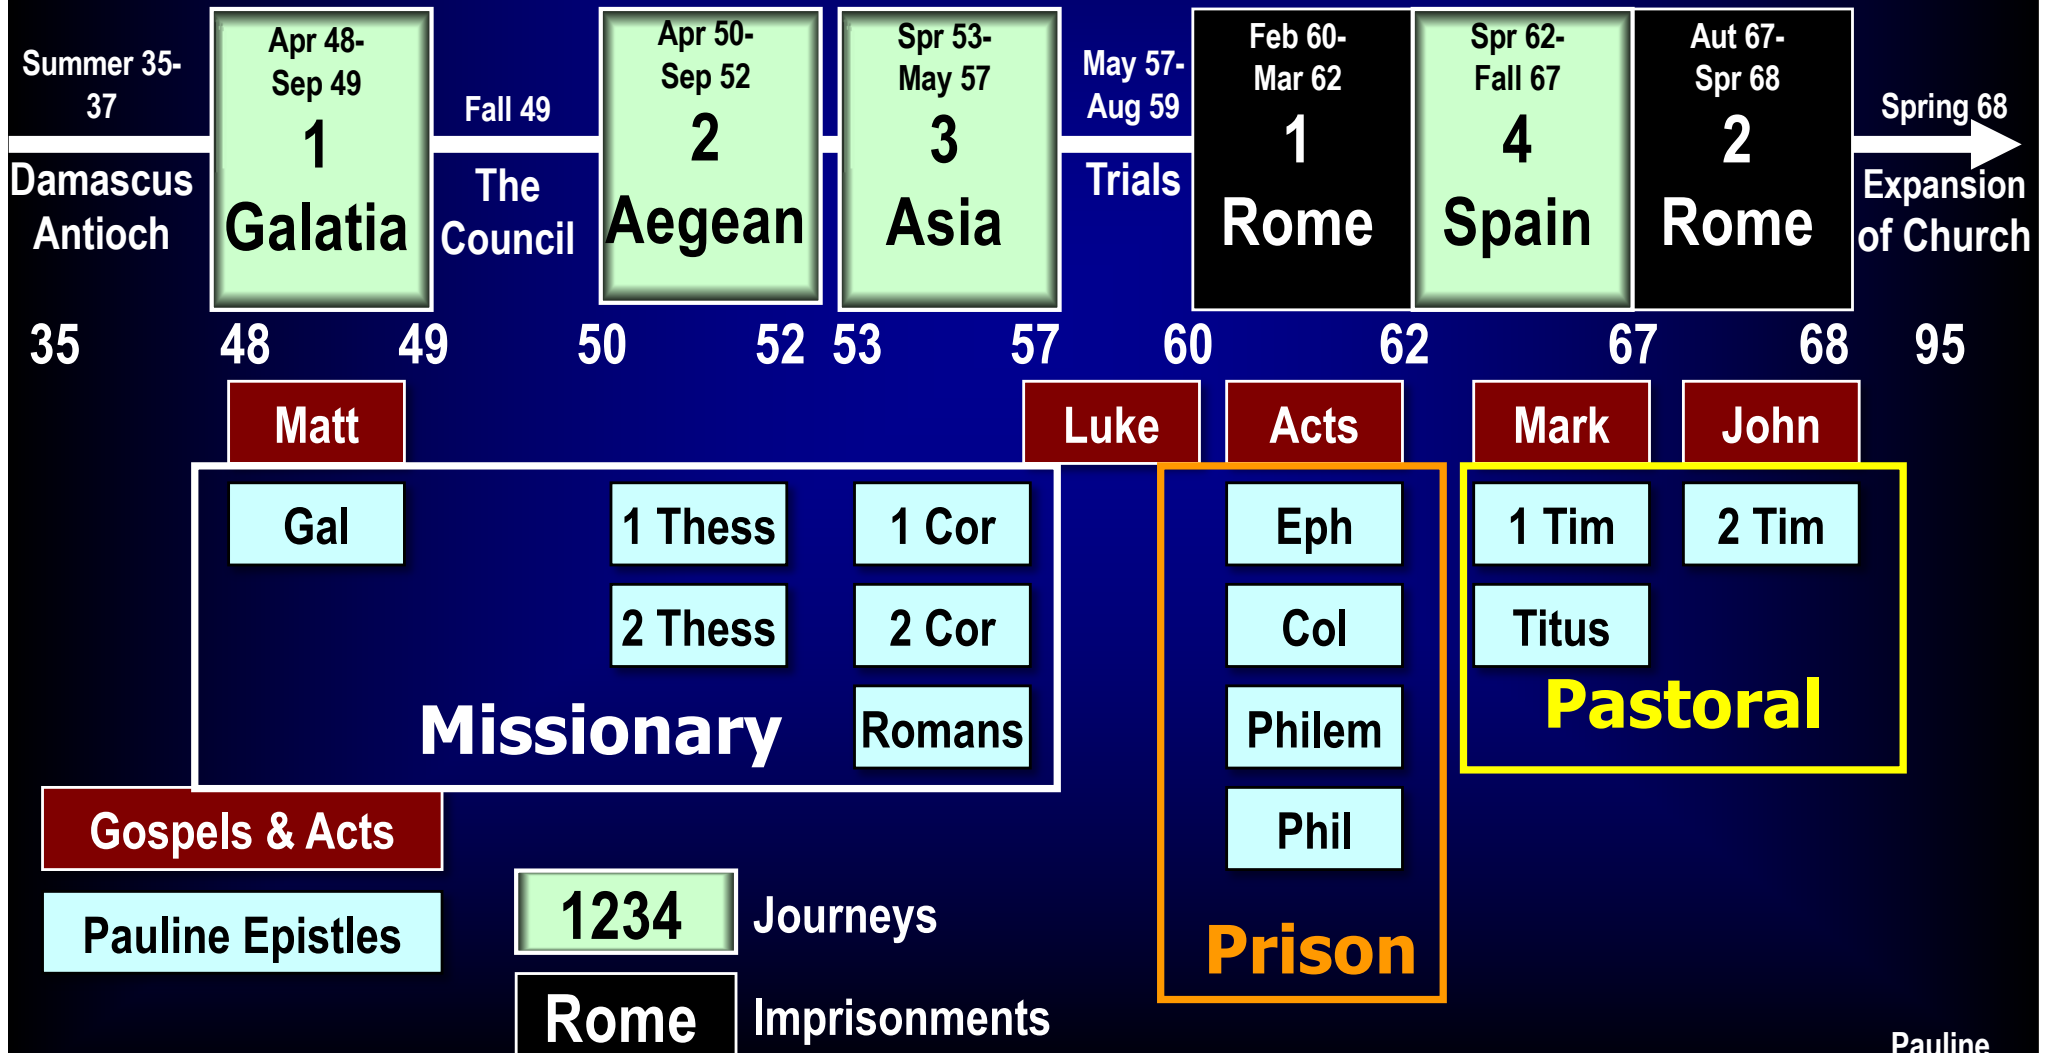 Summer 35-
37
Damascus
Antioch
Apr 48-
Sep 49
1
Galatia
Fall 49
The
Council
Apr 50-
Sep 52
2
Aegean
Spr 53-
May 57
3
Asia
May 57-
Aug 59
Trials
Feb 60-
Mar 62
1
Rome
Spr 62-
Fall 67
4
Spain
Aut 67-
Spr 68
2
Rome
Spring 68
Expansion
of Church
35 48 49 50 52 53 57 60 62 67 68 95
Matt Luke Acts Mark John
Gal 1 Thess 1 Cor Eph 1 Tim 2 Tim
2 Thess 2 Cor Col Titus
Missionary Romans Philem Pastoral
Gospels & Acts Phil
Pauline Epistles 1234 Journeys Prison
Rome Imprisonments
Pauline